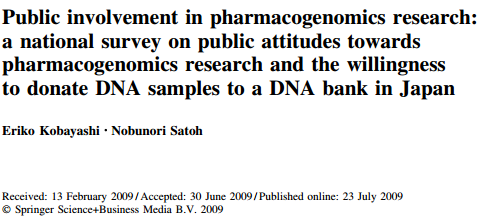 Public involvement in pharmacogenomics research:
a national survey on public attitudes towards
pharmacogenomics research and the willingness
to donate DNA samples to a DNA bank in Japan
Eriko Kobayashi · Nobunori Satoh
Received: 13 February 2009 / Accepted: 30 June 2009 / Published online: 23 July 2009
© Springer Science+Business Media B.V. 2009